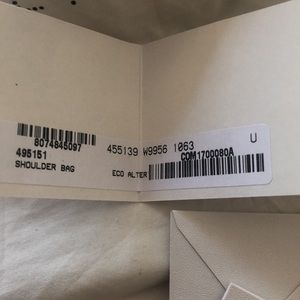 8074845097
495151
SHOULDER BAG
455139 W9956 1063
U
COM1700080A
ECO ALTER